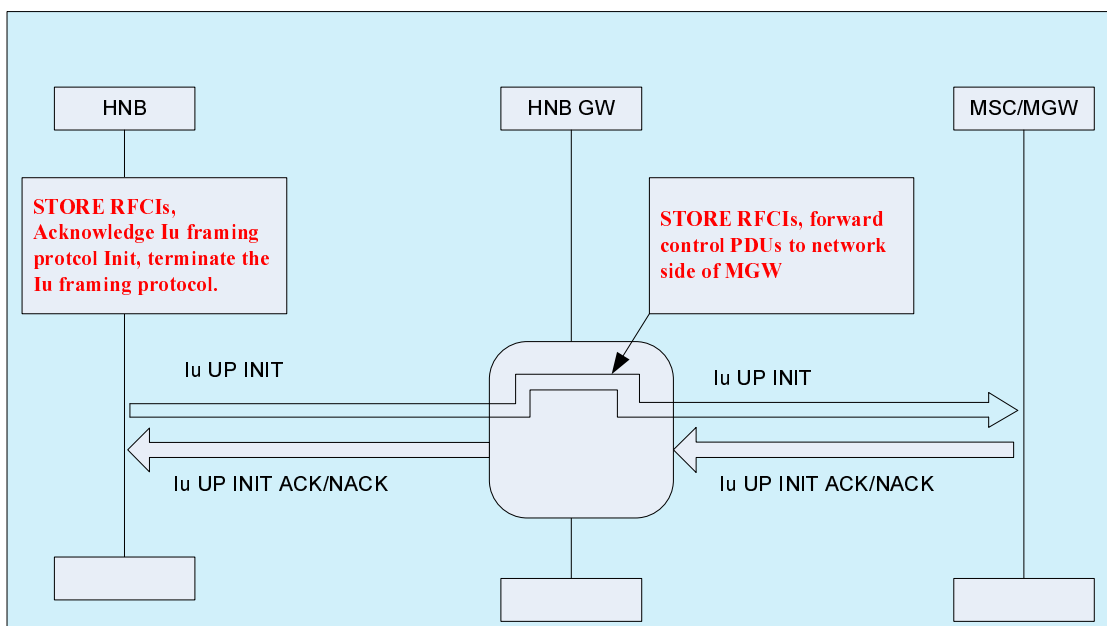 HNB
HNB GW
MSC/MGW
STORE RFCIs,
Acknowledge Iu framing
protcol Init, terminate the
Iu framing protocol.
STORE RFCIs, forward
control PDUs to network
side of MGW
Iu UP INIT
Iu UP INIT
Iu UP INIT ACK/NACK
Iu UP INIT ACK/NACK